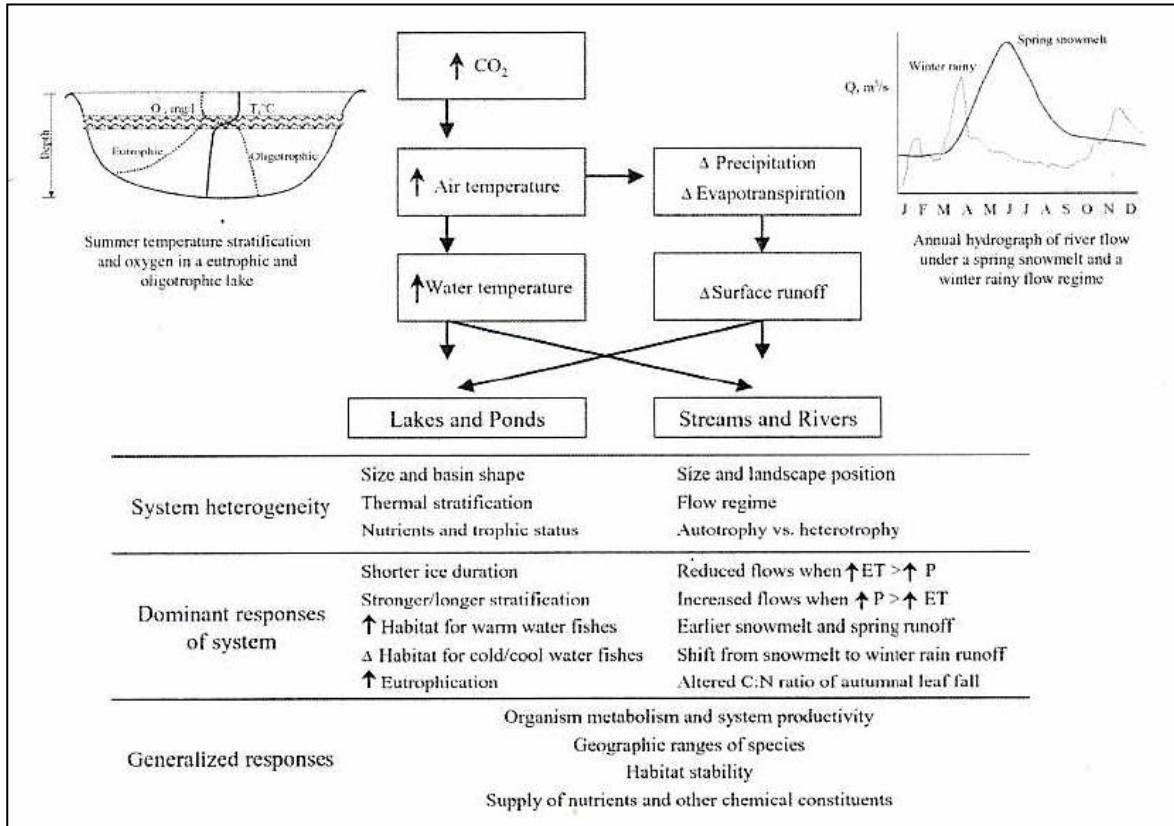 ↑ CO₂
↑ Air temperature
↑ Water temperature
Δ Precipitation
Δ Evapotranspiration
Δ Surface runoff
O , mg/l
T,°C
Depth
Eutrophic
Oligotrophic
Summer temperature stratification
and oxygen in a eutrophic and
oligotrophic lake
Spring snowmelt
Winter rainy
Q, m³/s
J F M A M J J A S O N D
Annual hydrograph of river flow
under a spring snowmelt and a
winter rainy flow regime
Lakes and Ponds
Streams and Rivers
System heterogeneity
Size and basin shape
Thermal stratification
Nutrients and trophic status
Size and landscape position
Flow regime
Autotrophy vs. heterotrophy
Dominant responses
of system
Shorter ice duration
Stronger/longer stratification
↑ Habitat for warm water fishes
Δ Habitat for cold/cool water fishes
↑ Eutrophication
Reduced flows when ↑ ET > ↑ P
Increased flows when ↑ P > ↑ ET
Earlier snowmelt and spring runoff
Shift from snowmelt to winter rain runoff
Altered C:N ratio of autumnal leaf fall
Generalized responses
Organism metabolism and system productivity
Geographic ranges of species
Habitat stability
Supply of nutrients and other chemical constituents